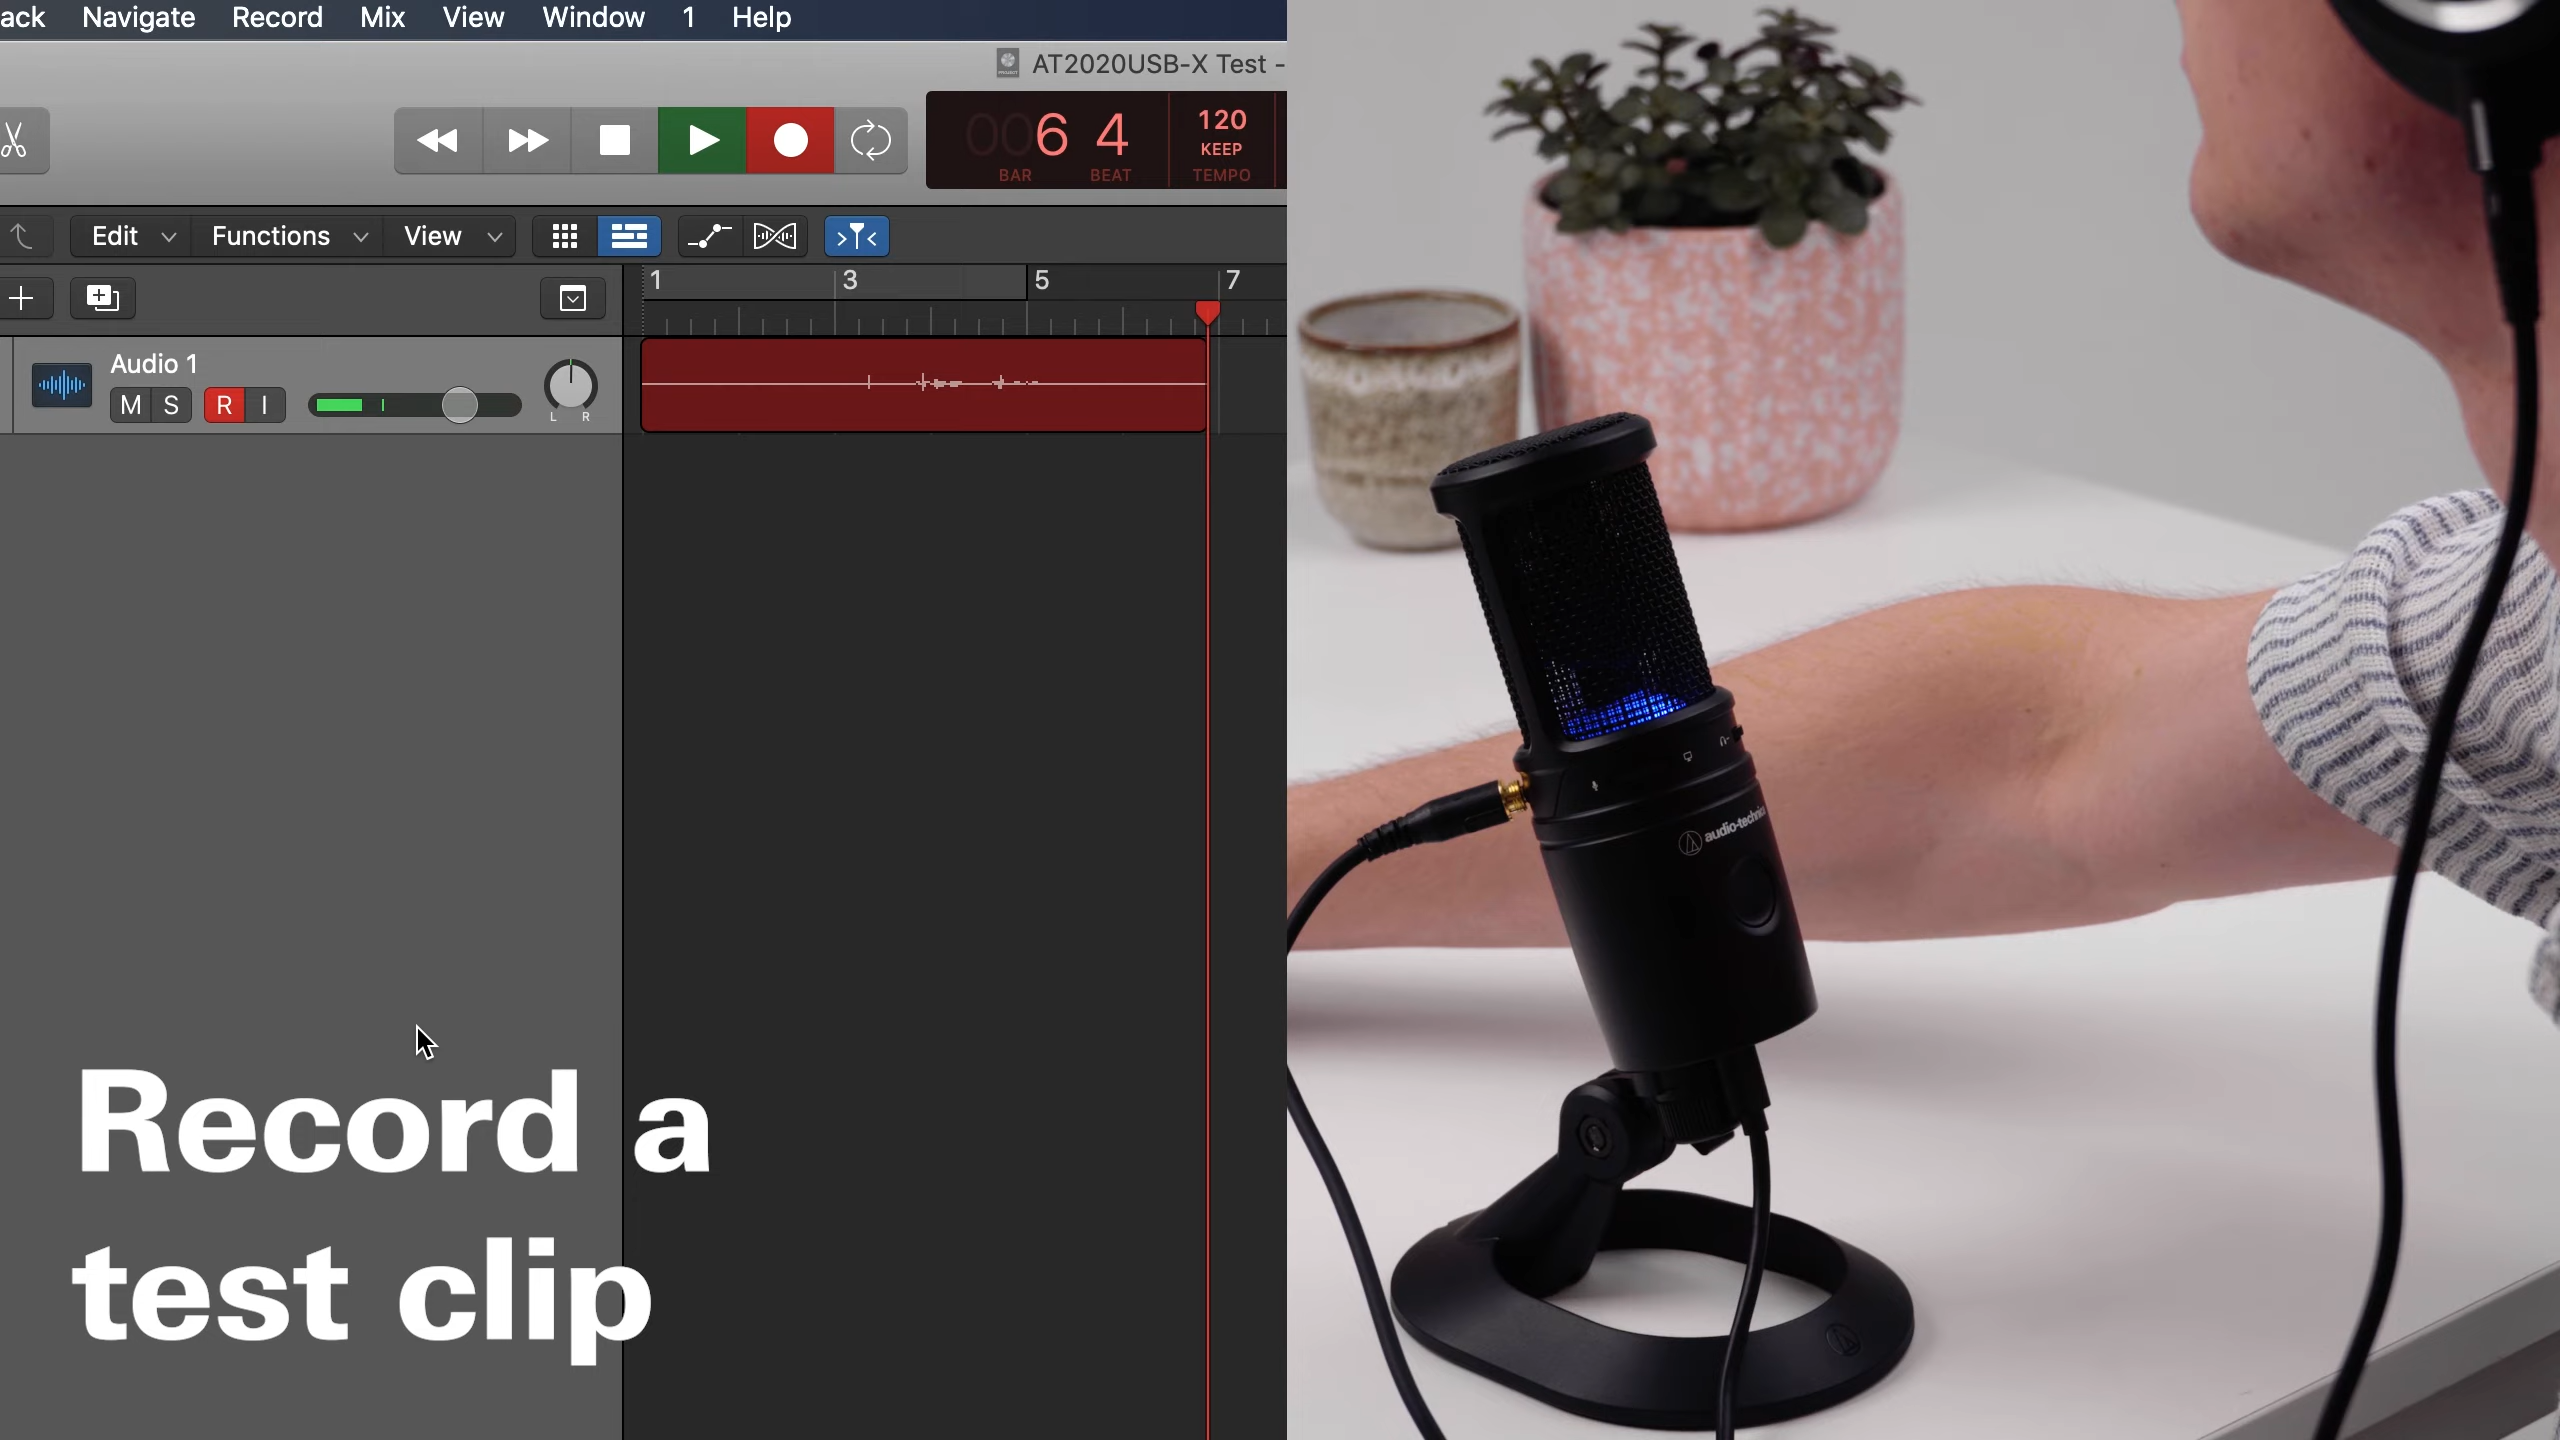 ack Navigate Record Mix View Window 1 Help
AT2020USB-X Test -
006 4 120
KEEP
BAR BEAT TEMPO
Edit Functions View
1 3 5 7
Audio 1
M S R I
L R
audio-technica
Record a
test clip